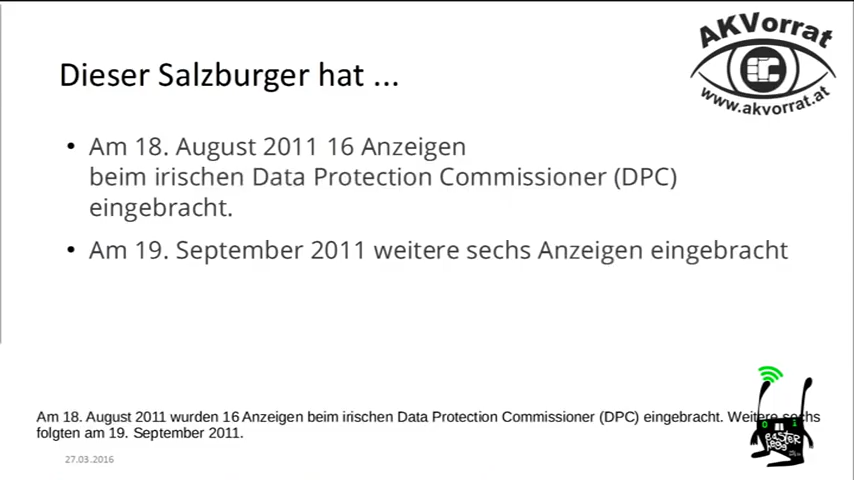 AKVorrat
www.akvorrat.at
Dieser Salzburger hat ...
• Am 18. August 2011 16 Anzeigen
beim irischen Data Protection Commissioner (DPC)
eingebracht.
• Am 19. September 2011 weitere sechs Anzeigen eingebracht
Am 18. August 2011 wurden 16 Anzeigen beim irischen Data Protection Commissioner (DPC) eingebracht. Weitere sechs
folgten am 19. September 2011.
easter
hegg
27.03.2016